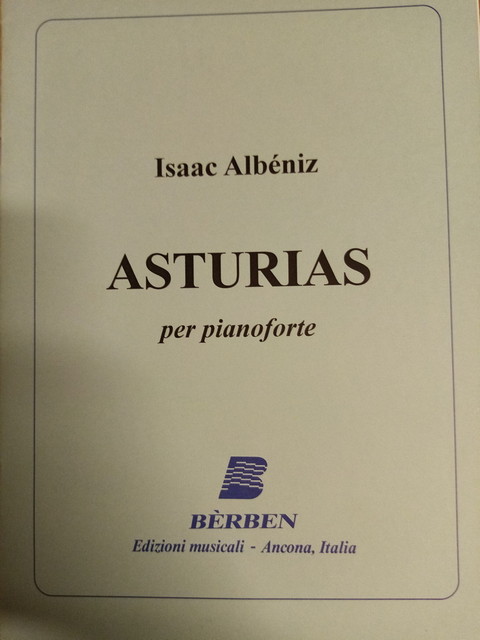 Isaac Albéniz
ASTURIAS
per pianoforte
BÈRBEN
Edizioni musicali - Ancona, Italia